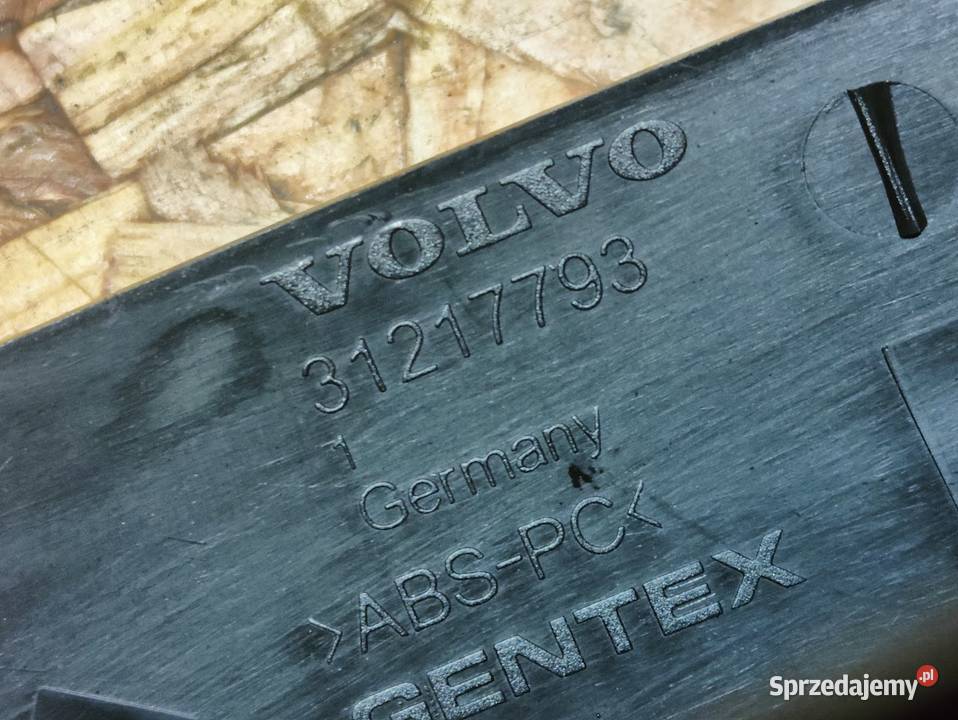 VOLVO
31217793
1
Germany
>ABS-PC<
GENTEX
Sprzedajemy.pl